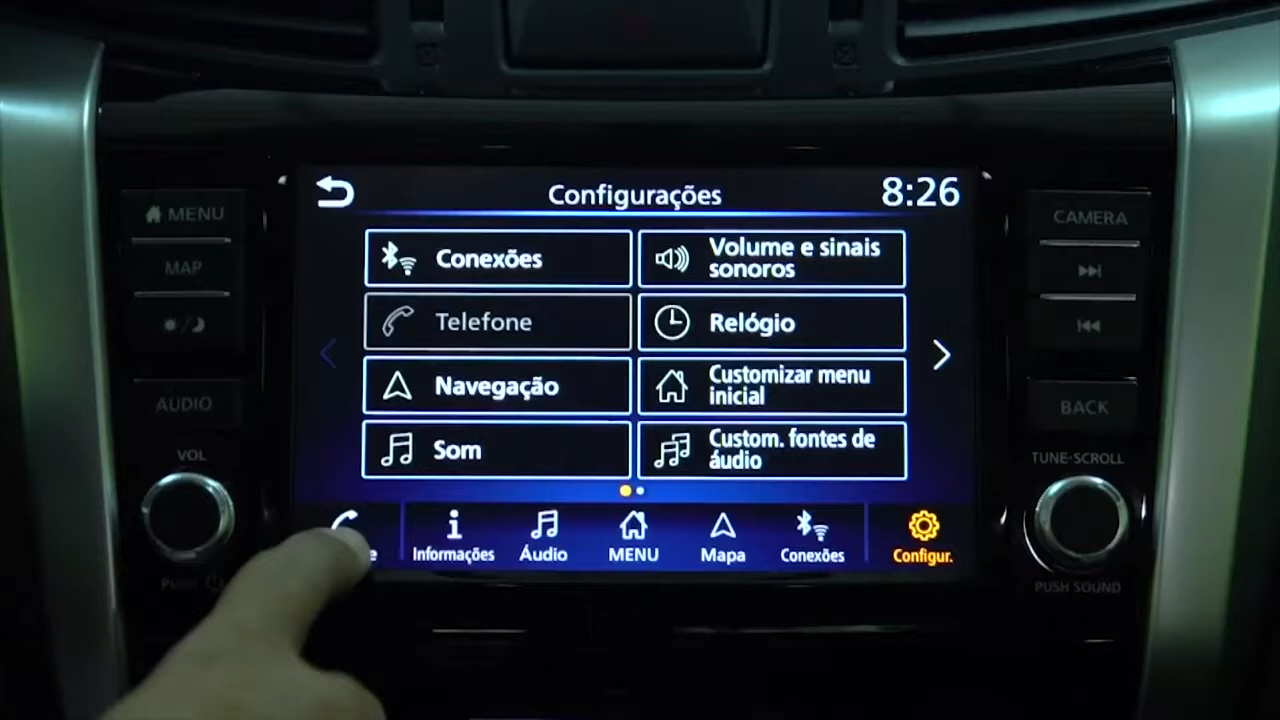 Configurações
8:26
MENU
CAMERA
MAP
Conexões
Volume e sinais
sonoros
Telefone
Relógio
Navegação
Customizar menu
inicial
Som
Custom. fontes de
áudio
AUDIO
BACK
VOL
TUNE·SCROLL
Informações
Áudio
MENU
Mapa
Conexões
Configur.
PUSH
PUSH SOUND